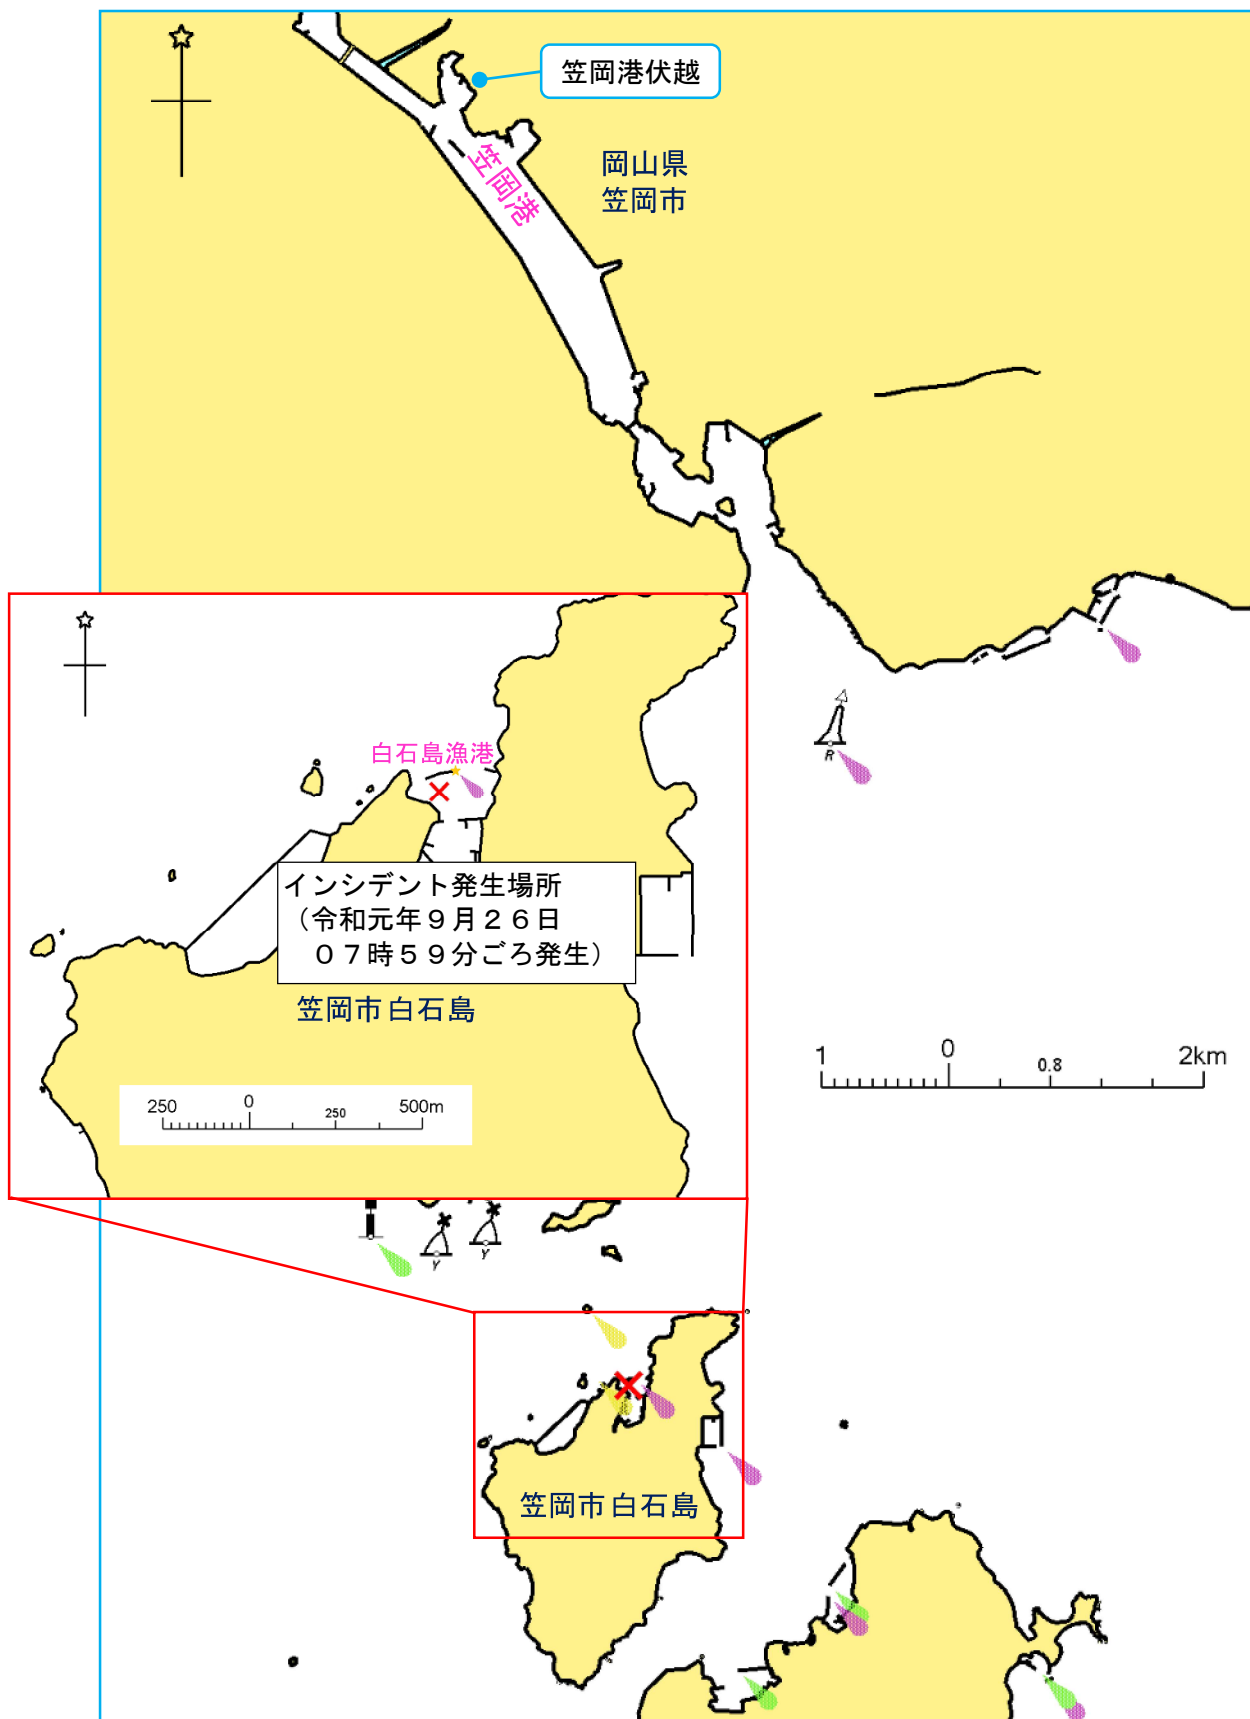 笠岡港伏越
岡山県
笠岡市
笠岡港
R
白石島漁港
インシデント発生場所
（令和元年９月２６日
０７時５９分ごろ発生）
笠岡市白石島
250 0 250 500m
1 0 0.8 2km
Y Y
笠岡市白石島